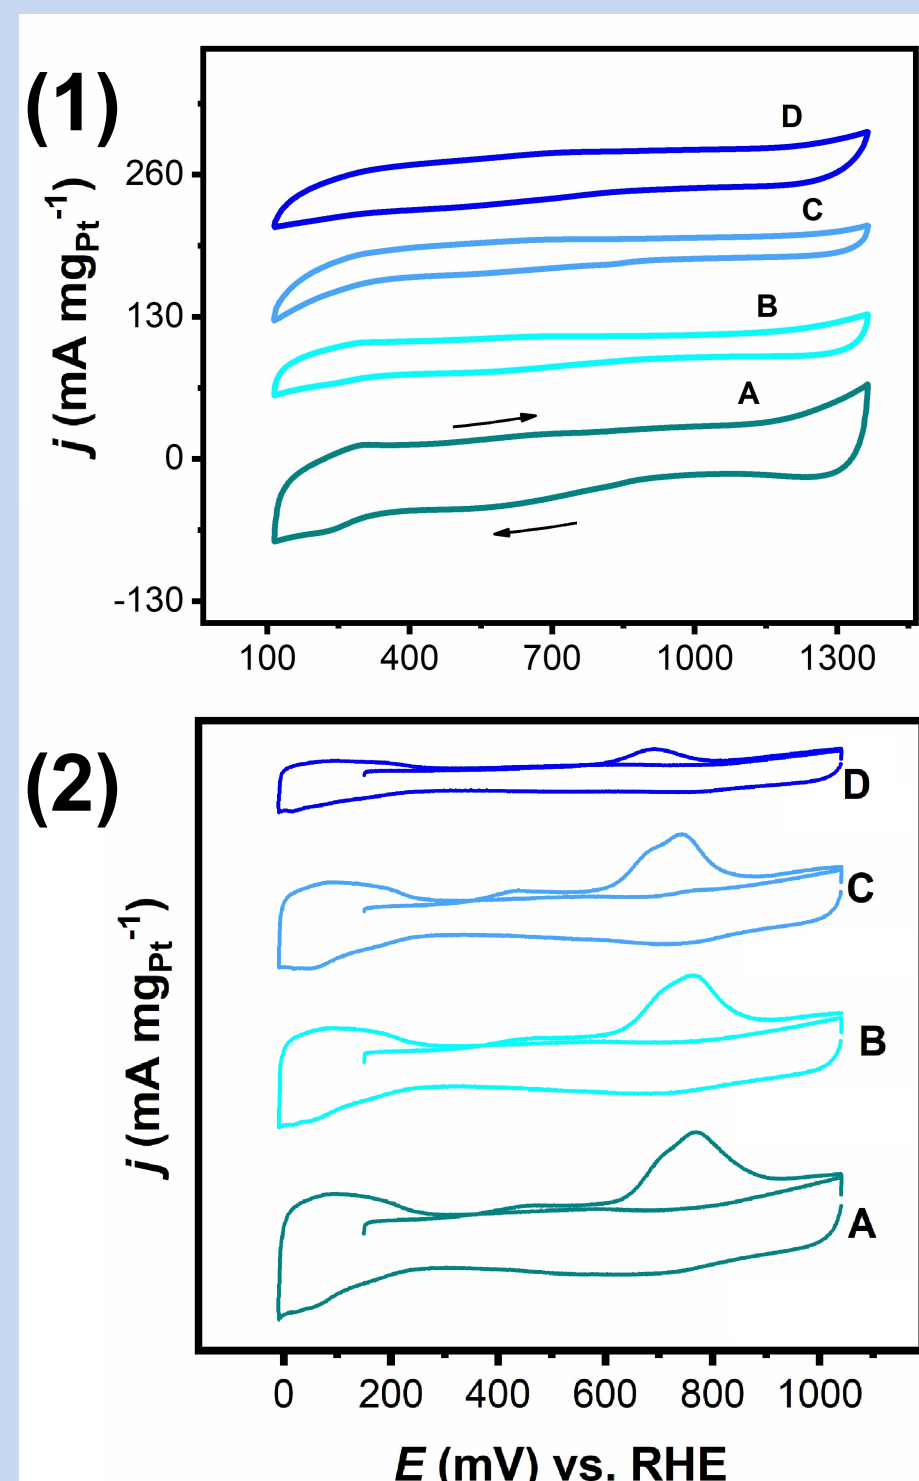 (1)
j (mA mgPt-1)
260
130
0
-130
D
C
B
A
100 400 700 1000 1300
(2)
j (mA mgPt-1)
D
C
B
A
0 200 400 600 800 1000
E (mV) vs. RHE